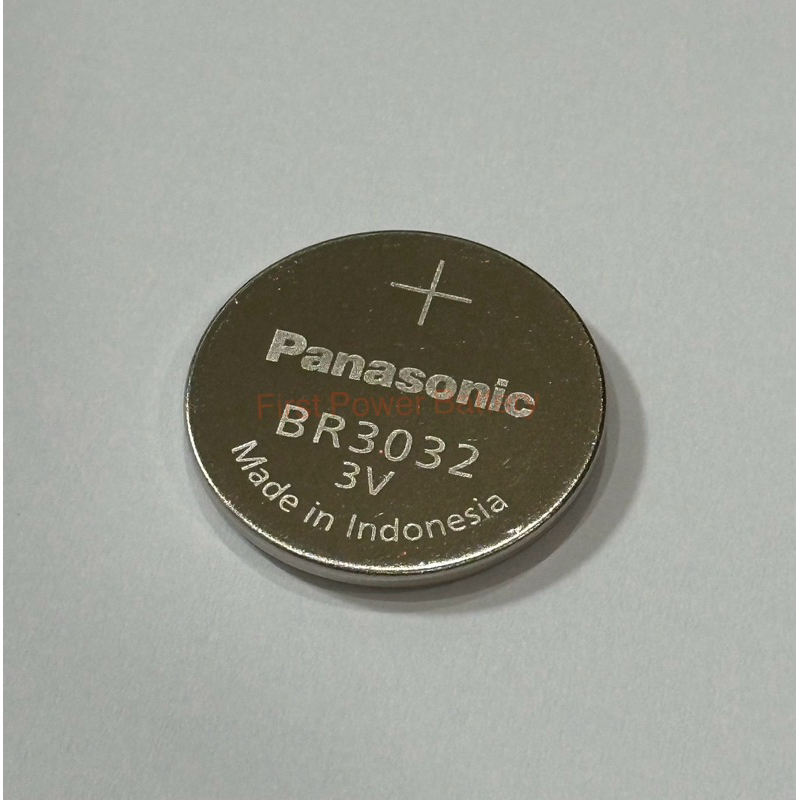 +
Panasonic
First Power Battery
BR3032
3V
Made in Indonesia